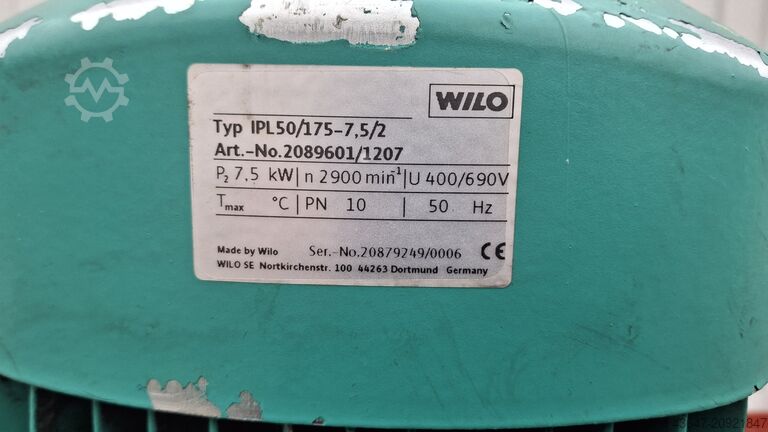 WILO
Typ IPL50/175-7,5/2
Art.-No.2089601/1207
P₂ 7,5 kW | n 2900 min⁻¹ | U 400/690V
Tmax °C | PN 10 | 50 Hz
Made by Wilo Ser.-No.20879249/0006 CE
WILO SE Nortkirchenstr. 100 44263 Dortmund Germany